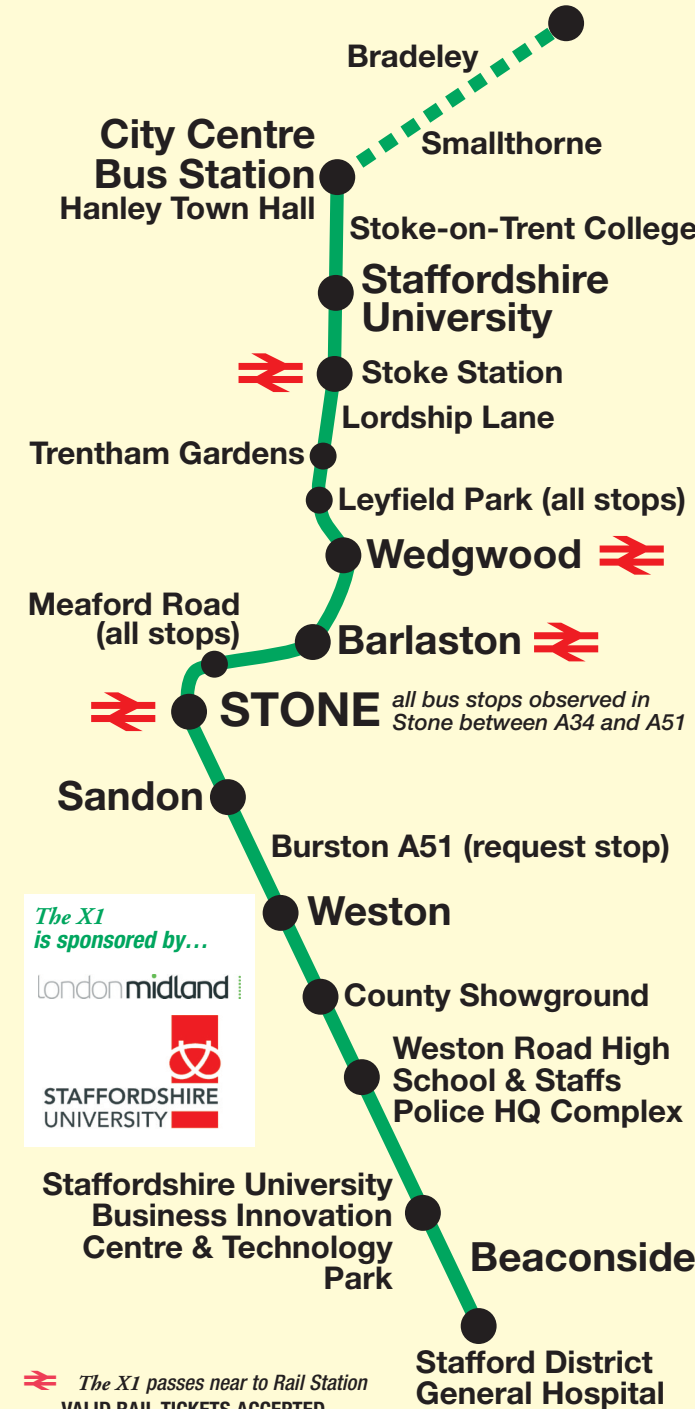 Bradeley
Smallthorne
City Centre
Bus Station
Hanley Town Hall
Stoke-on-Trent College
Staffordshire
University
Stoke Station
Lordship Lane
Trentham Gardens
Leyfield Park (all stops)
Wedgwood
Meaford Road
(all stops)
Barlaston
STONE
all bus stops observed in
Stone between A34 and A51
Sandon
Burston A51 (request stop)
Weston
The X1
is sponsored by...
londonmidland
STAFFORDSHIRE
UNIVERSITY
County Showground
Weston Road High
School & Staffs
Police HQ Complex
Staffordshire University
Business Innovation
Centre & Technology
Park
Beaconside
Stafford District
General Hospital
The X1 passes near to Rail Station
VALID RAIL TICKETS ACCEPTED